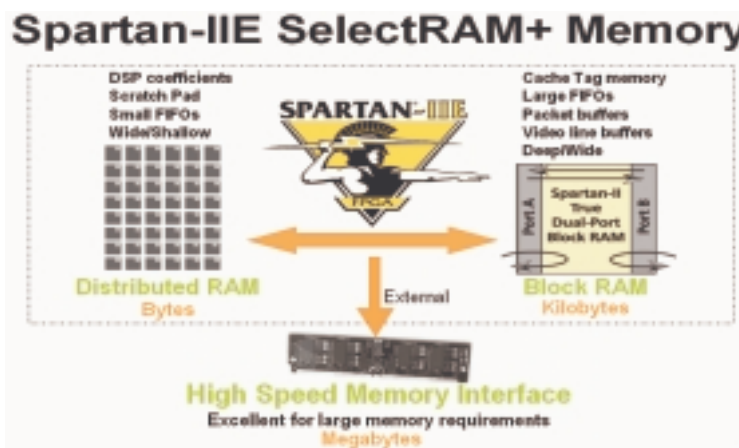 Spartan-IIE SelectRAM+ Memory
DSP coefficients
Scratch Pad
Small FIFOs
Wide/Shallow
SPARTAN-IIE
FPGA
Cache Tag memory
Large FIFOs
Packet buffers
Video line buffers
Deep/Wide
Port A
Spartan-II
True
Dual-Port
Block RAM
Port B
Distributed RAM
Bytes
Block RAM
Kilobytes
External
High Speed Memory Interface
Excellent for large memory requirements
Megabytes